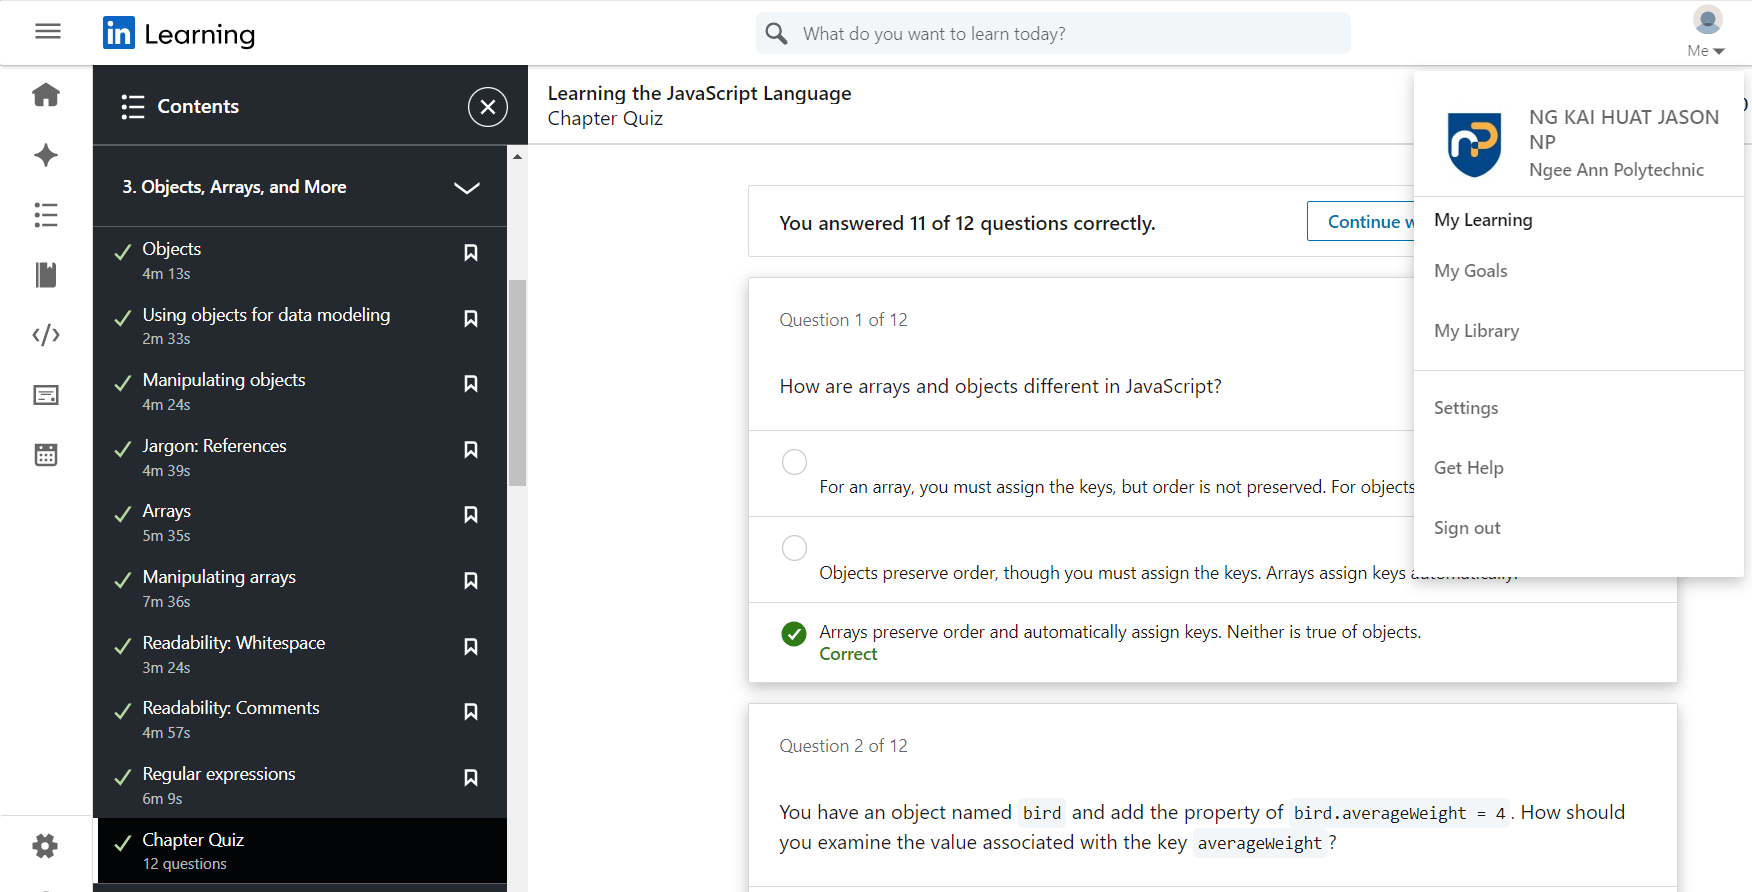 in Learning
What do you want to learn today?
Me
Contents
3. Objects, Arrays, and More
Objects
4m 13s
Using objects for data modeling
2m 33s
Manipulating objects
4m 24s
Jargon: References
4m 39s
Arrays
5m 35s
Manipulating arrays
7m 36s
Readability: Whitespace
3m 24s
Readability: Comments
4m 57s
Regular expressions
6m 9s
Chapter Quiz
12 questions
Learning the JavaScript Language
Chapter Quiz
You answered 11 of 12 questions correctly.
Continue w
Question 1 of 12
How are arrays and objects different in JavaScript?
For an array, you must assign the keys, but order is not preserved. For objects
Objects preserve order, though you must assign the keys. Arrays assign keys automatically.
Arrays preserve order and automatically assign keys. Neither is true of objects.
Correct
Question 2 of 12
You have an object named bird and add the property of bird.averageWeight = 4. How should
you examine the value associated with the key averageWeight?
NG KAI HUAT JASON
NP
Ngee Ann Polytechnic
My Learning
My Goals
My Library
Settings
Get Help
Sign out